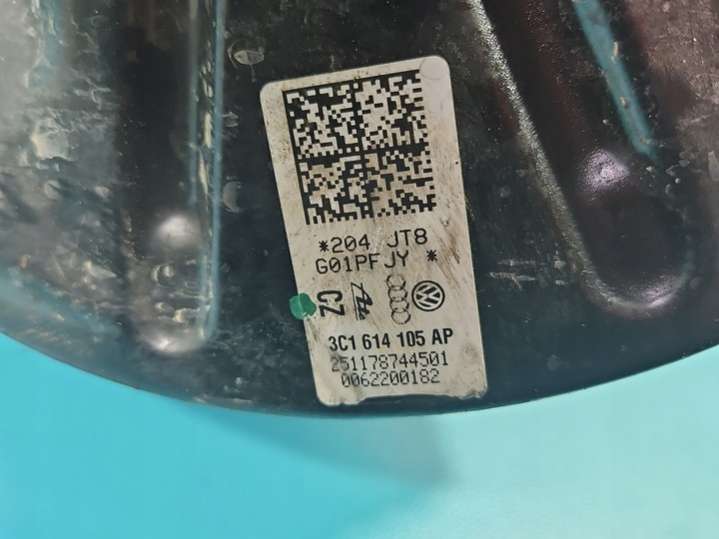 *204 JT8
G01PFJY *
CZ
3C1 614 105 AP
251178744501
0062200182